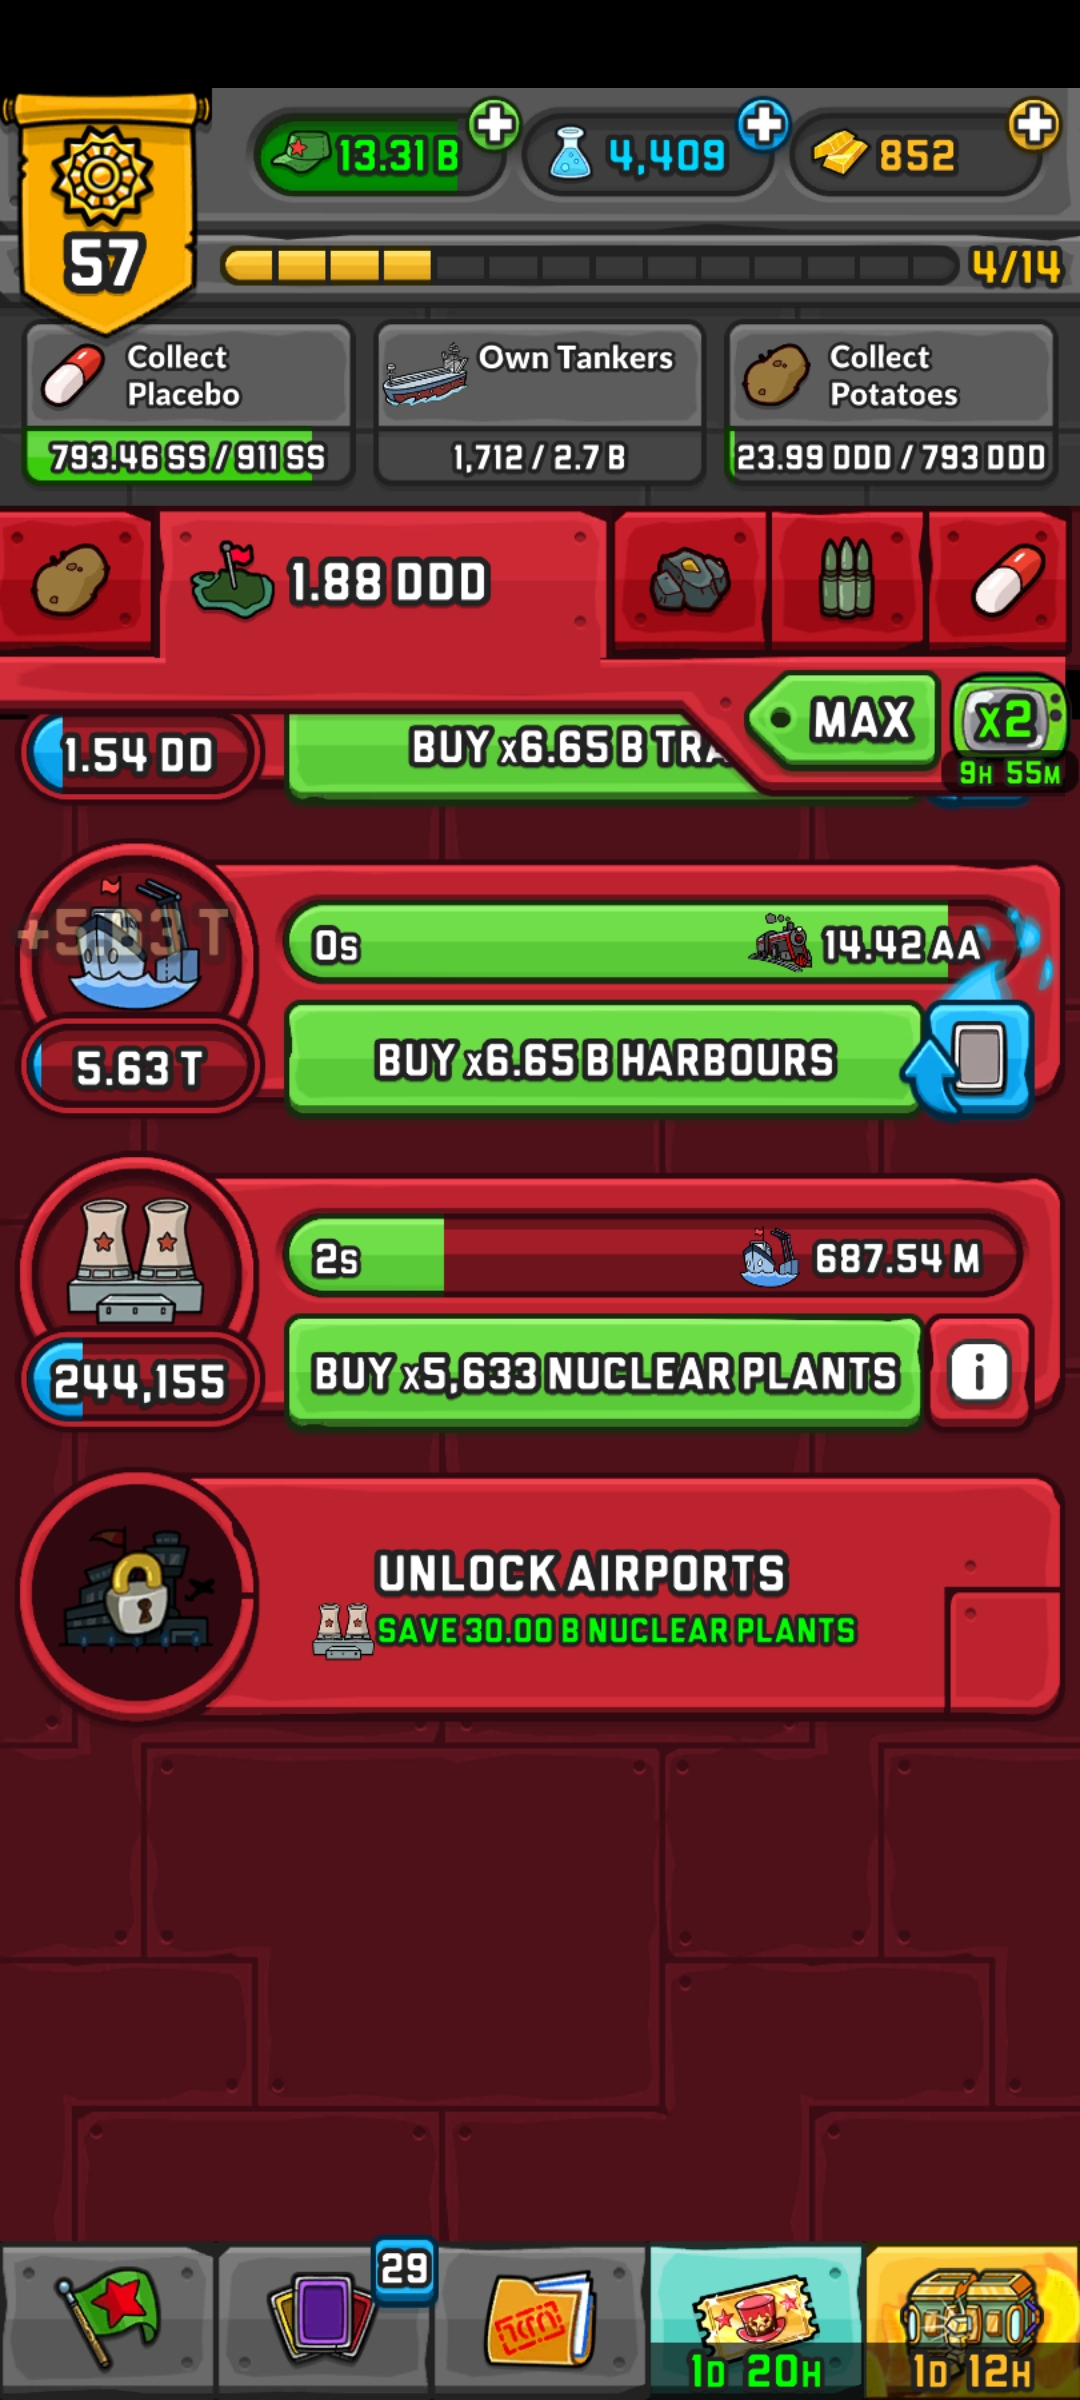 57
13.31 B
4,409
852
4/14
Collect
Placebo
793.46 SS / 911 SS
Own Tankers
1,712 / 2.7 B
Collect
Potatoes
23.99 DDD / 793 DDD
1.88 DDD
MAX
x2
9H 55M
1.54 DD
BUY x6.65 B TRA
+5.63 T
0s
14.42 AA
5.63 T
BUY x6.65 B HARBOURS
2s
687.54 M
244,155
BUY x5,633 NUCLEAR PLANTS
i
UNLOCK AIRPORTS
SAVE 30.00 B NUCLEAR PLANTS
29
1D 20H
1D 12H